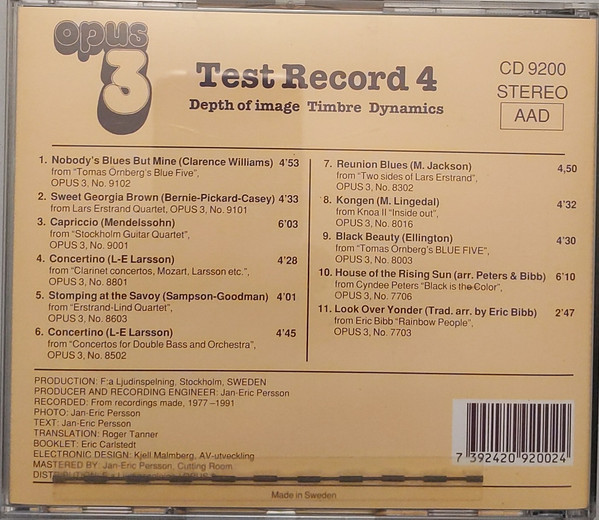 opus 3
Test Record 4
Depth of image Timbre Dynamics
CD 9200
STEREO
AAD
1. Nobody's Blues But Mine (Clarence Williams) 4'53
from "Tomas Örnberg's Blue Five",
OPUS 3, No. 9102
2. Sweet Georgia Brown (Bernie-Pickard-Casey) 4'33
from Lars Erstrand Quartet, OPUS 3, No. 9101
3. Capriccio (Mendelssohn) 6'03
from "Stockholm Guitar Quartet",
OPUS 3, No. 9001
4. Concertino (L-E Larsson) 4'28
from "Clarinet concertos, Mozart, Larsson etc.",
OPUS 3, No. 8801
5. Stomping at the Savoy (Sampson-Goodman) 4'01
from "Erstrand-Lind Quartet",
OPUS 3, No. 8603
6. Concertino (L-E Larsson) 4'45
from "Concertos for Double Bass and Orchestra",
OPUS 3, No. 8502
7. Reunion Blues (M. Jackson) 4,50
from "Two sides of Lars Erstrand",
OPUS 3, No. 8302
8. Kongen (M. Lingedal) 4'32
from Knoa II "Inside out",
OPUS 3, No. 8016
9. Black Beauty (Ellington) 4'30
from "Tomas Örnberg's BLUE FIVE",
OPUS 3, No. 8003
10. House of the Rising Sun (arr. Peters & Bibb) 6'10
from Cyndee Peters "Black is the Color",
OPUS 3, No. 7706
11. Look Over Yonder (Trad. arr. by Eric Bibb) 2'47
from Eric Bibb "Rainbow People",
OPUS 3, No. 7703
PRODUCTION: F:a Ljudinspelning, Stockholm, SWEDEN
PRODUCER AND RECORDING ENGINEER: Jan-Eric Persson
RECORDED: From recordings made, 1977–1991
PHOTO: Jan-Eric Persson
TEXT: Jan-Eric Persson
TRANSLATION: Roger Tanner
BOOKLET: Eric Carlstedt
ELECTRONIC DESIGN: Kjell Malmberg, AV-utveckling
MASTERED BY: Jan-Eric Persson, Cutting Room
7 392420 920024
Made in Sweden